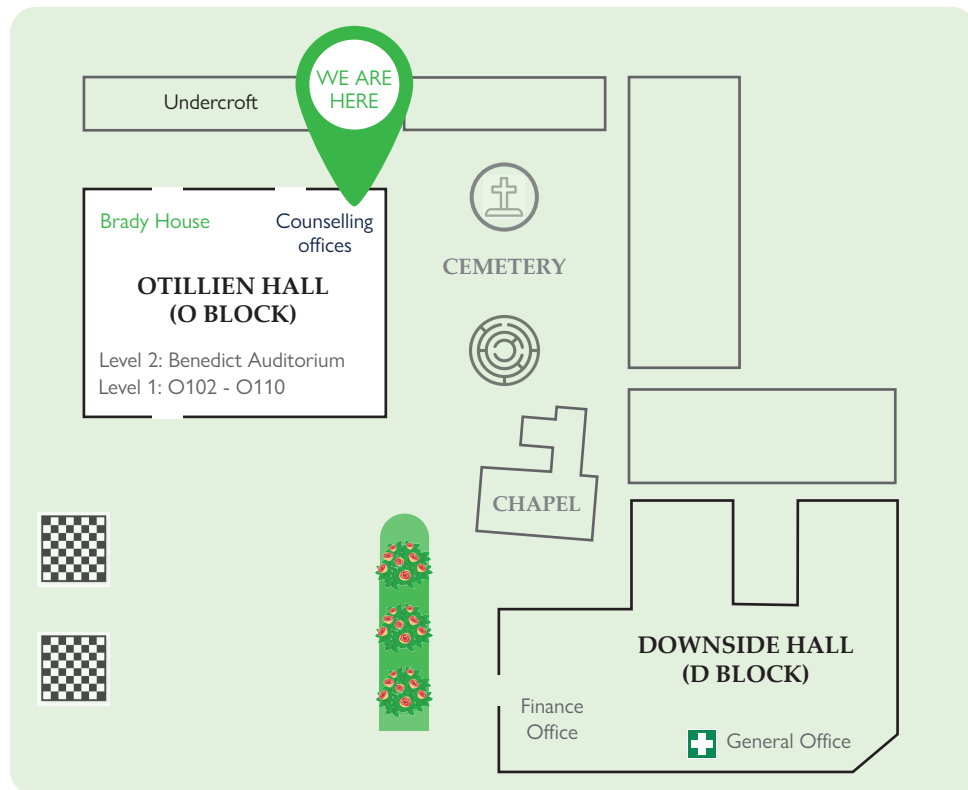 WE ARE
HERE
Undercroft
Brady House
Counselling
offices
OTILLIEN HALL
(O BLOCK)
Level 2: Benedict Auditorium
Level 1: O102 - O110
CEMETERY
CHAPEL
DOWNSIDE HALL
(D BLOCK)
Finance
Office
General Office